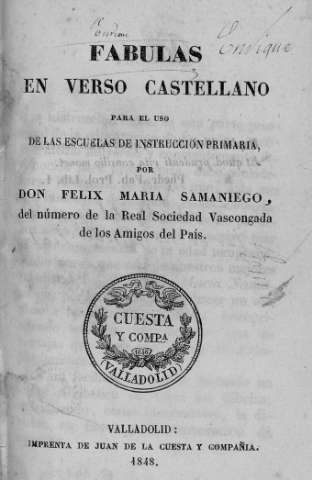 Enrique
FABULAS
EN VERSO CASTELLANO
PARA EL USO
DE LAS ESCUELAS DE INSTRUCCION PRIMARIA,
POR
DON FELIX MARIA SAMANIEGO,
del número de la Real Sociedad Vascongada
de los Amigos del País.
CUESTA
Y COMPA
1846
(VALLADOLID)
VALLADOLID:
IMPRENTA DE JUAN DE LA CUESTA Y COMPAÑIA.
1848.